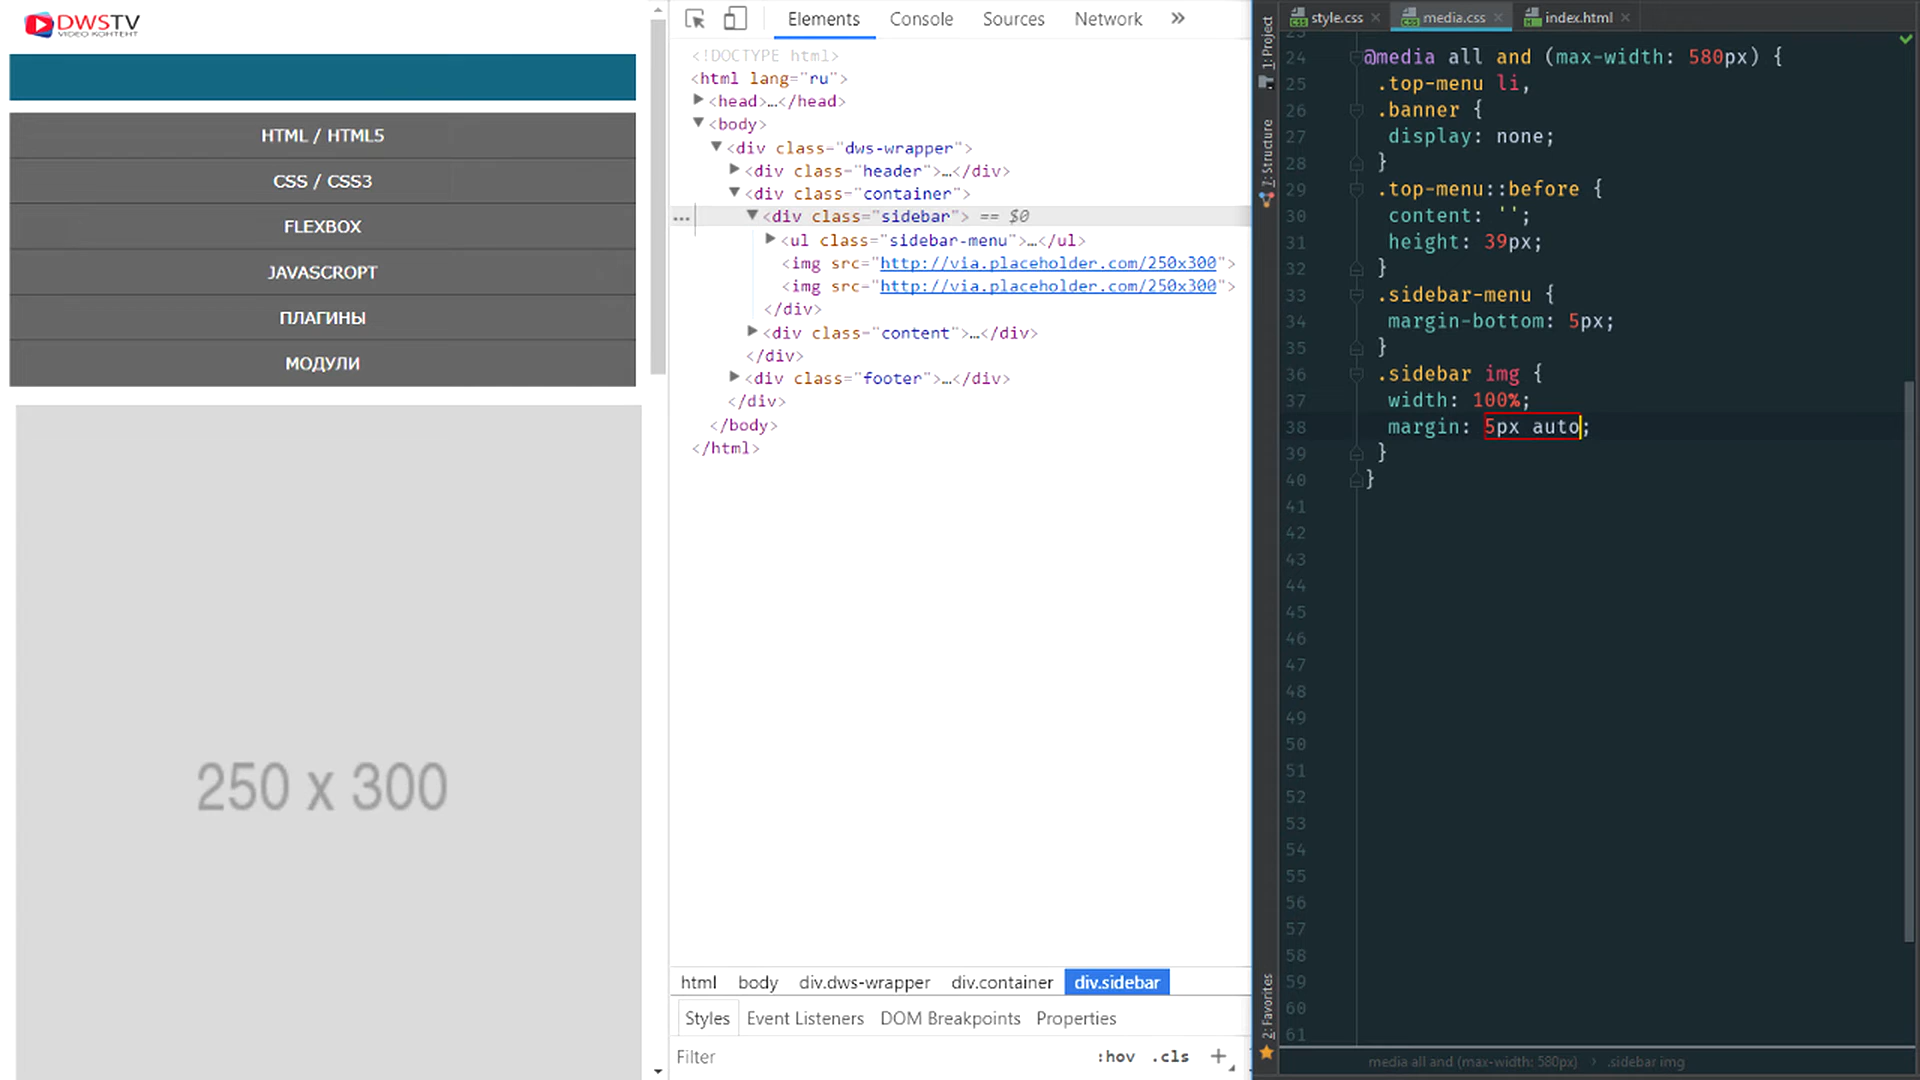 DWSTV
VIDEO КОНТЕНТ
HTML / HTML5
CSS / CSS3
FLEXBOX
JAVASCROPT
ПЛАГИНЫ
МОДУЛИ
250 x 300
Elements Console Sources Network »
<!DOCTYPE html>
<html lang="ru">
▶<head>…</head>
▼<body>
▼<div class="dws-wrapper">
▶<div class="header">…</div>
▼<div class="container">
… ▼<div class="sidebar"> == $0
▶<ul class="sidebar-menu">…</ul>
<img src="http://via.placeholder.com/250x300">
<img src="http://via.placeholder.com/250x300">
</div>
▶<div class="content">…</div>
</div>
▶<div class="footer">…</div>
</div>
</body>
</html>
html body div.dws-wrapper div.container div.sidebar
Styles Event Listeners DOM Breakpoints Properties
Filter :hov .cls +
1: Project
7: Structure
2: Favorites
style.css × media.css × index.html ×
23
24 @media all and (max-width: 580px) {
25 .top-menu li,
26 .banner {
27 display: none;
28 }
29 .top-menu::before {
30 content: '';
31 height: 39px;
32 }
33 .sidebar-menu {
34 margin-bottom: 5px;
35 }
36 .sidebar img {
37 width: 100%;
38 margin: 5px auto;
39 }
40 }
41
42
43
44
45
46
47
48
49
50
51
52
53
54
55
56
57
58
59
60
61
media all and (max-width: 580px) › .sidebar img